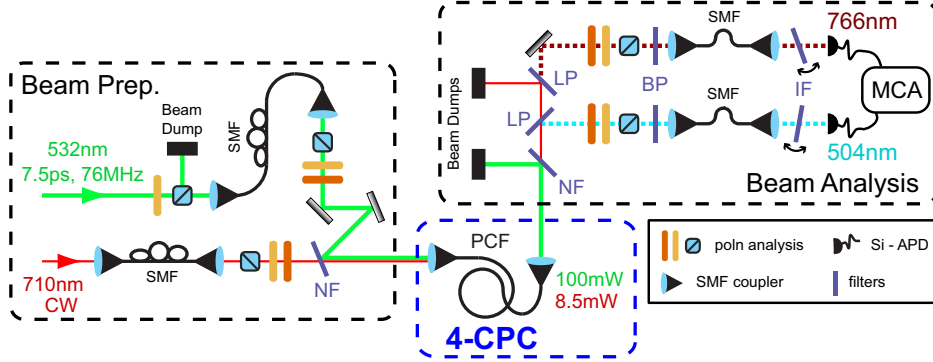 Beam Prep.
Beam
Dump
SMF
532nm
7.5ps, 76MHz
SMF
710nm
CW
NF
PCF
100mW
8.5mW
4-CPC
Beam Dumps
LP
LP
NF
BP
SMF
SMF
IF
766nm
MCA
504nm
Beam Analysis
poln analysis
Si - APD
SMF coupler
filters